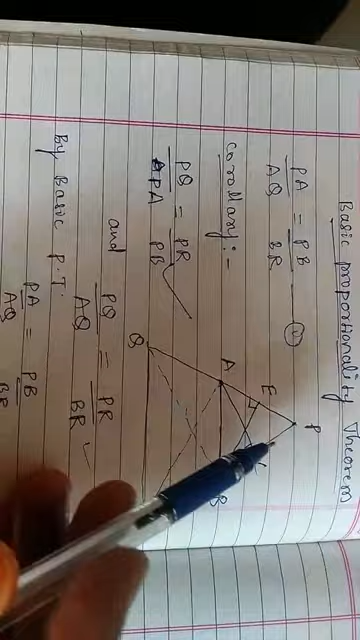 Basic proportionality Theorem
PA/AQ = PB/BR
Corollary:-
PQ/PA = PR/PB
and
PQ/AQ = PR/BR
By Basic P.T.
PA/AQ = PB/BR
P
E
A
B
Q